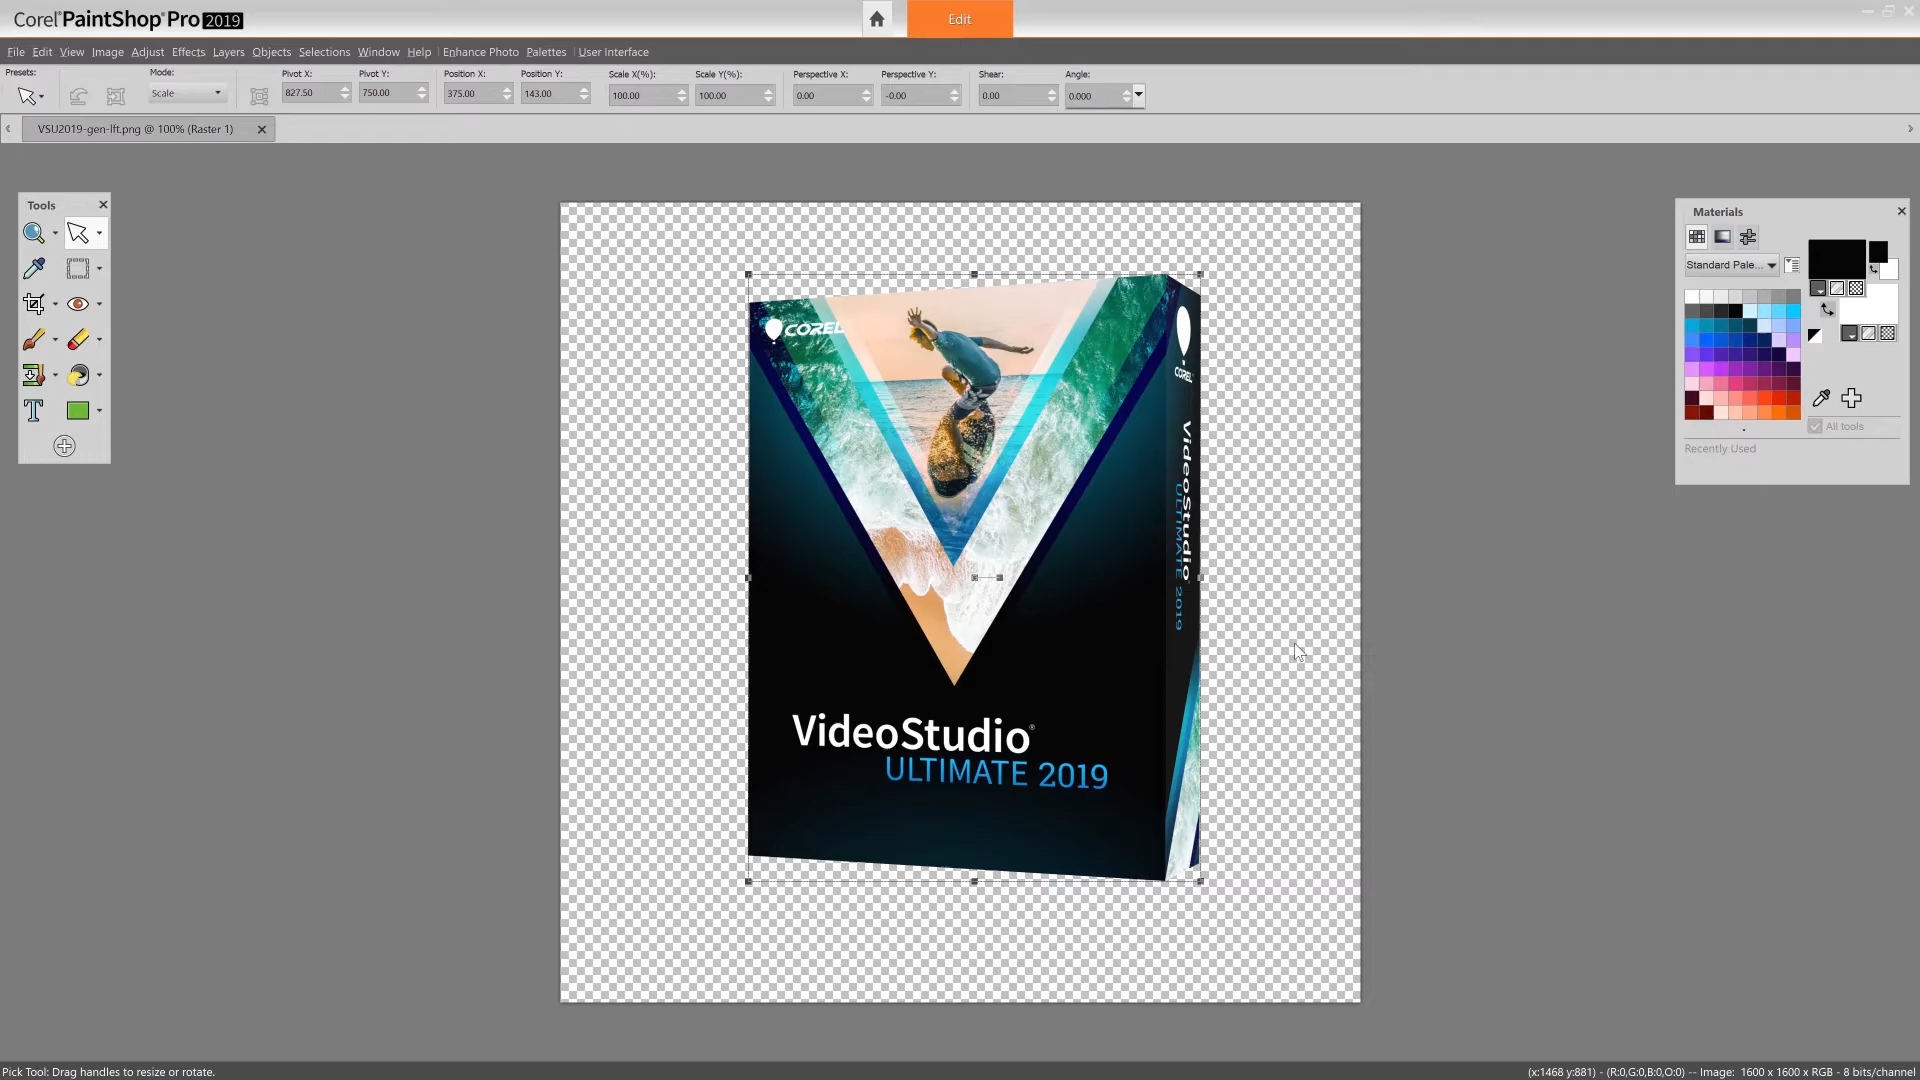 Corel® PaintShop® Pro 2019
Edit
File Edit View Image Adjust Effects Layers Objects Selections Window Help Enhance Photo Palettes User Interface
Presets: Mode: Pivot X: Pivot Y: Position X: Position Y: Scale X(%): Scale Y(%): Perspective X: Perspective Y: Shear: Angle:
Scale 827.50 750.00 375.00 143.00 100.00 100.00 0.00 -0.00 0.00 0.000
VSU2019-gen-lft.png @ 100% (Raster 1)
Tools
Materials
Standard Pale...
All tools
Recently Used
COREL
COREL
VideoStudio
ULTIMATE 2019
VideoStudio®
ULTIMATE 2019
Pick Tool: Drag handles to resize or rotate.
(x:1468 y:881) - (R:0,G:0,B:0,O:0) -- Image: 1600 x 1600 x RGB - 8 bits/channel